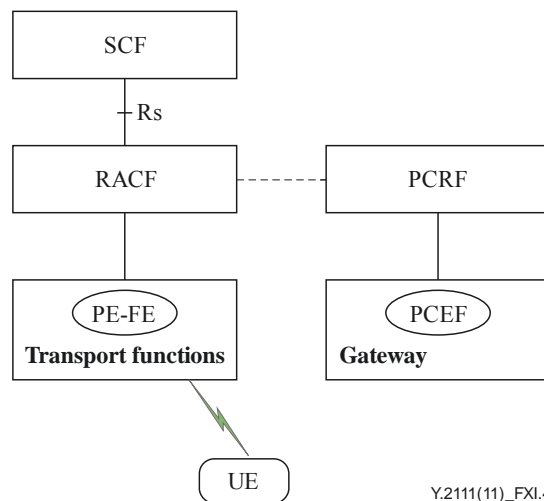 SCF
Rs
RACF
PCRF
PE-FE
PCEF
Transport functions
Gateway
UE